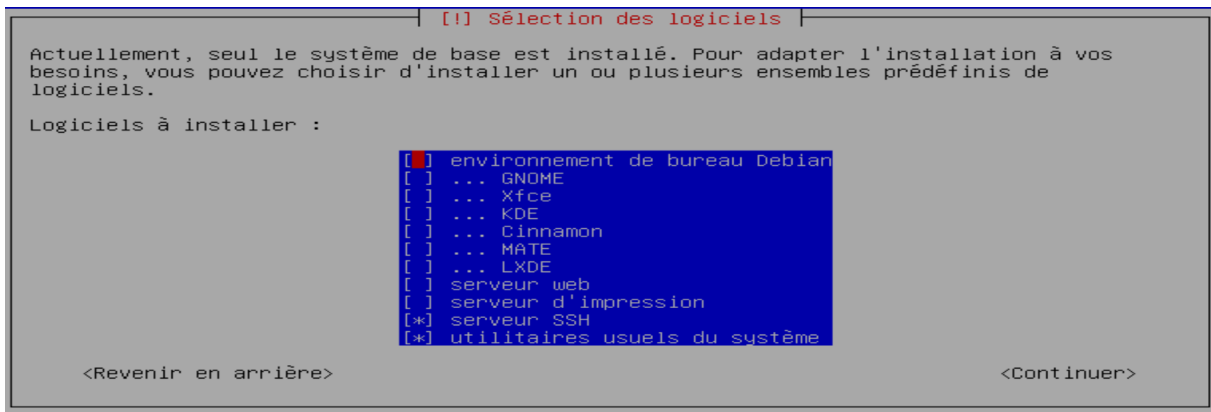 [!] Sélection des logiciels
Actuellement, seul le système de base est installé. Pour adapter l'installation à vos
besoins, vous pouvez choisir d'installer un ou plusieurs ensembles prédéfinis de
logiciels.
Logiciels à installer :
[ ] environnement de bureau Debian
[ ] ... GNOME
[ ] ... Xfce
[ ] ... KDE
[ ] ... Cinnamon
[ ] ... MATE
[ ] ... LXDE
[ ] serveur web
[ ] serveur d'impression
[*] serveur SSH
[*] utilitaires usuels du système
<Revenir en arrière> <Continuer>